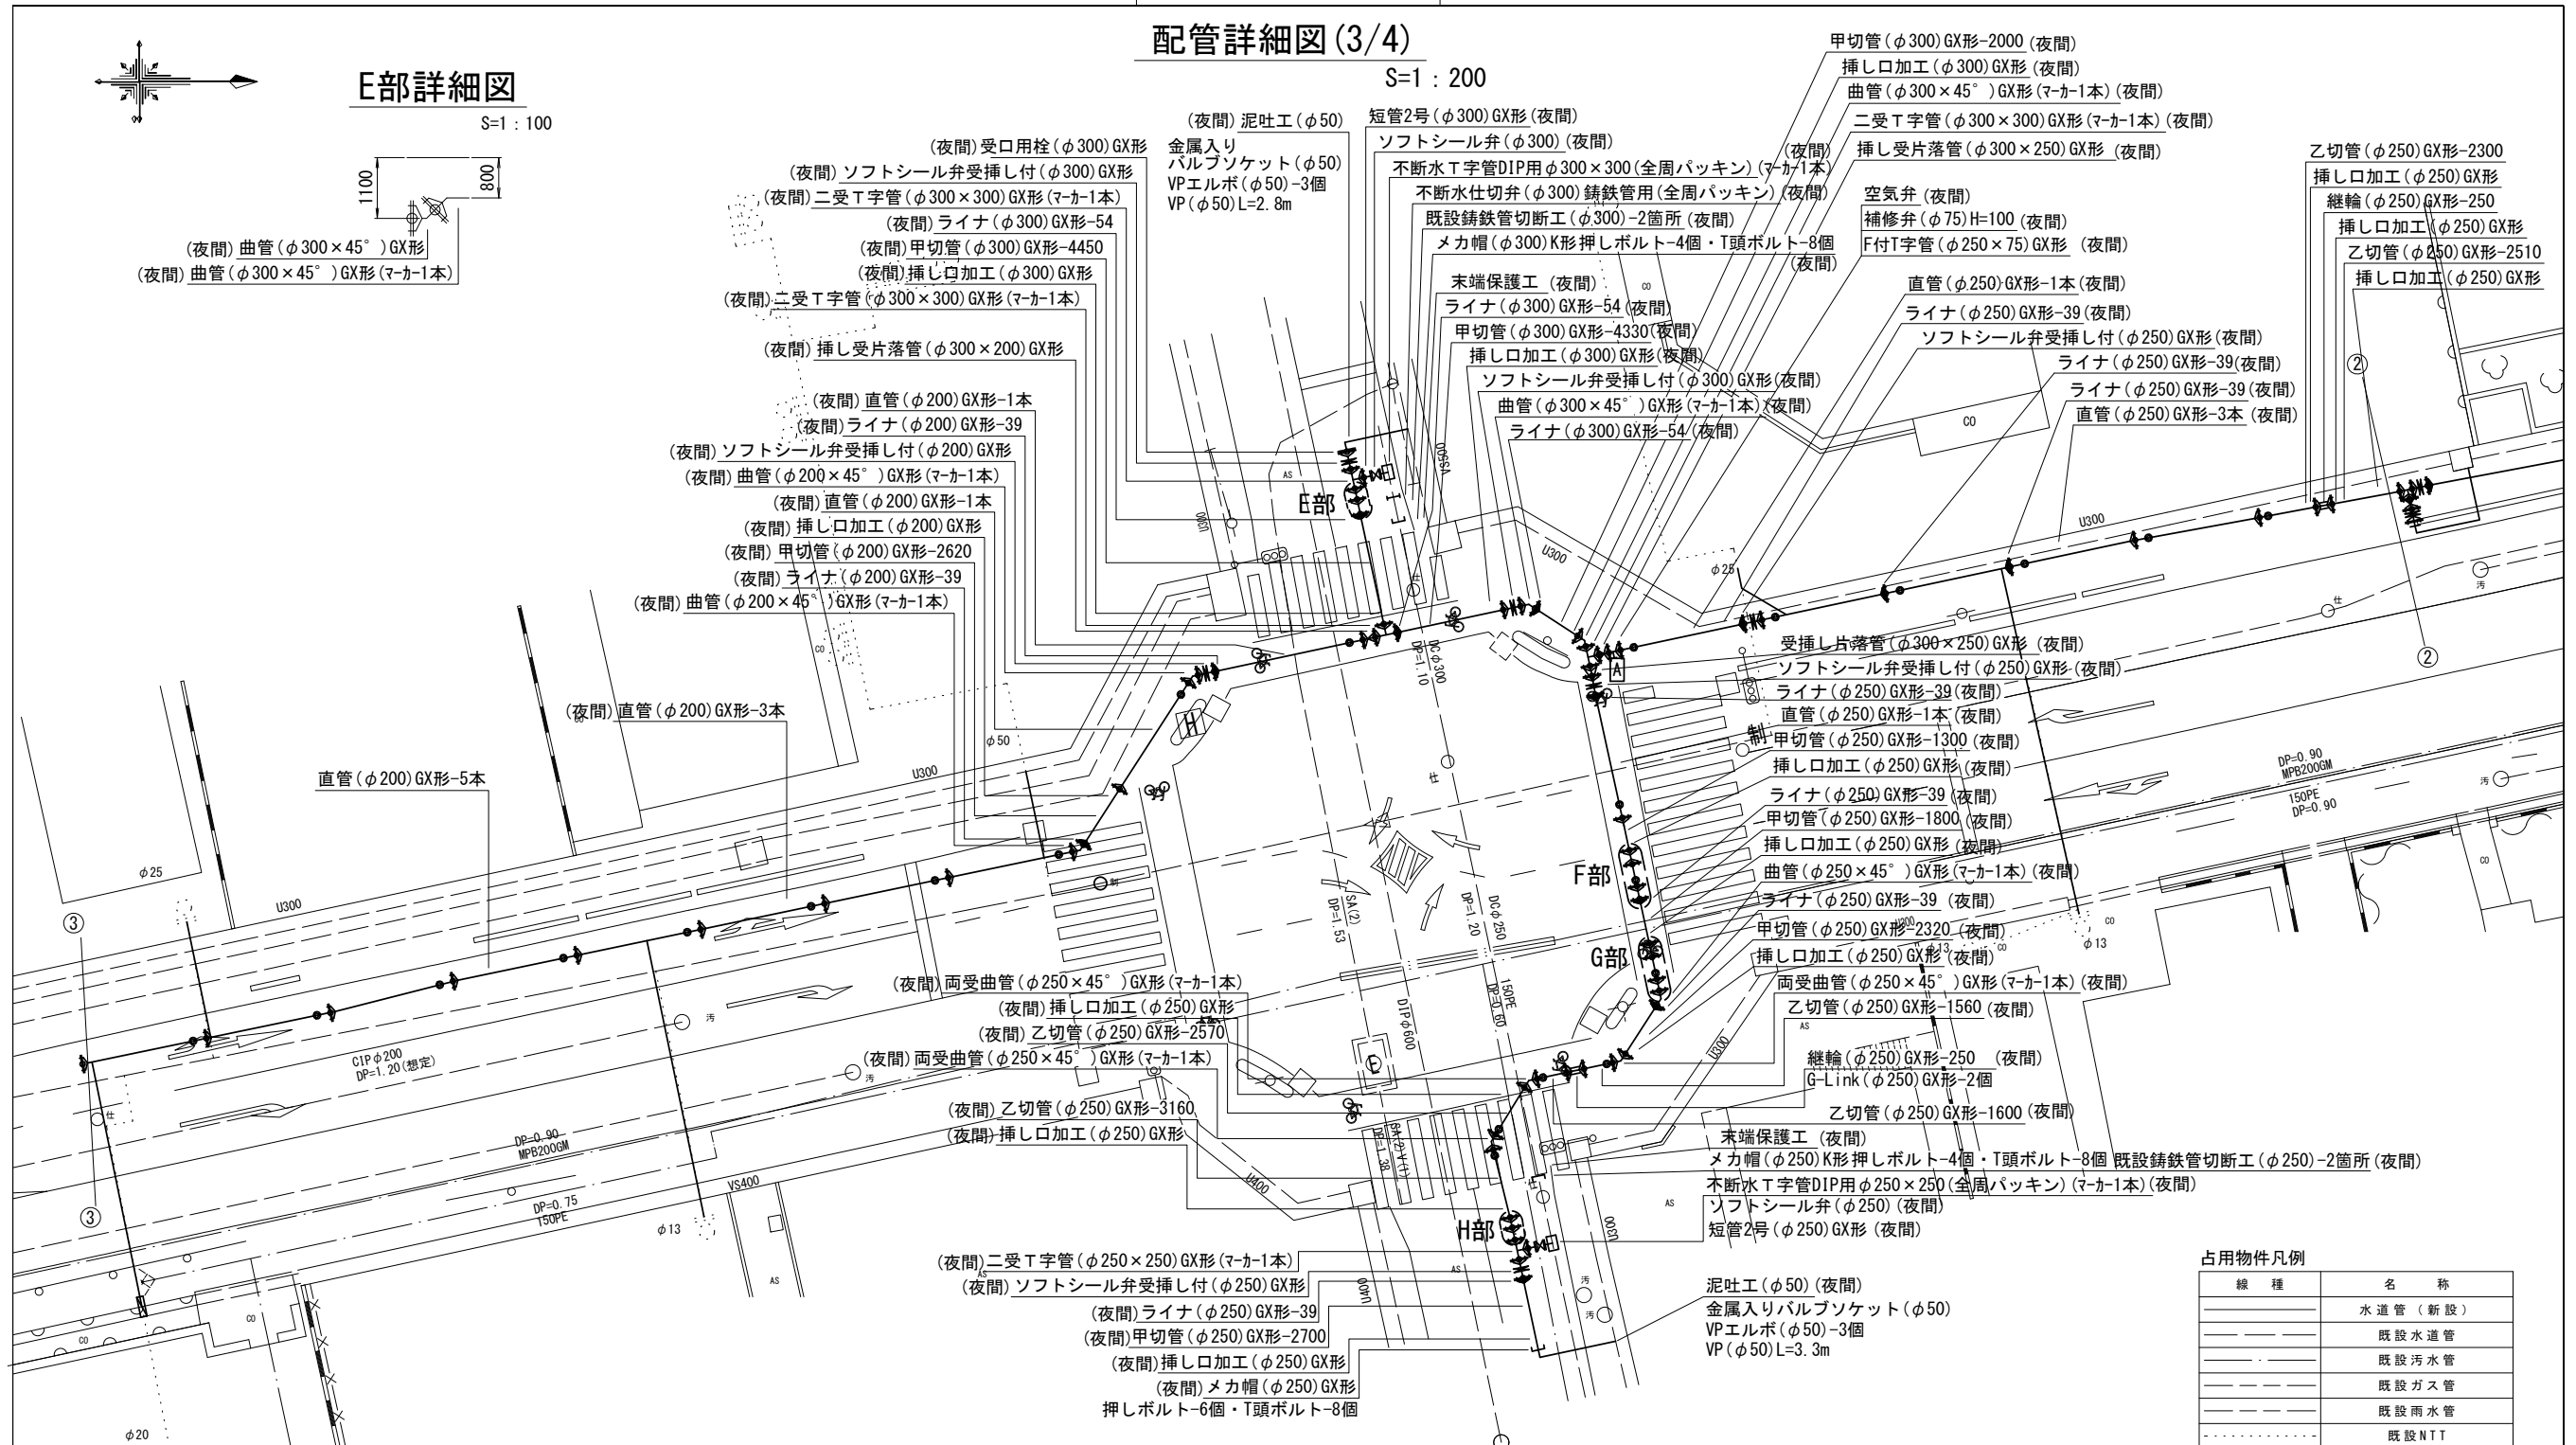 配管詳細図(3/4)
S=1：200
E部詳細図
S=1：100
1100
800
(夜間) 曲管(φ300×45°)GX形
(夜間) 曲管(φ300×45°)GX形(ﾏｰｶｰ1本)
(夜間) 泥吐工(φ50)
金属入り
バルブソケット(φ50)
VPエルボ(φ50)-3個
VP(φ50)L=2.8m
(夜間) 受口用栓(φ300)GX形
(夜間) ソフトシール弁受挿し付(φ300)GX形
(夜間) 二受T字管(φ300×300)GX形(ﾏｰｶｰ1本)
(夜間) ライナ(φ300)GX形-54
(夜間) 甲切管(φ300)GX形-4450
(夜間) 挿し口加工(φ300)GX形
(夜間) 二受T字管(φ300×300)GX形(ﾏｰｶｰ1本)
(夜間) 挿し受片落管(φ300×200)GX形
(夜間) 直管(φ200)GX形-1本
(夜間) ライナ(φ200)GX形-39
(夜間) ソフトシール弁受挿し付(φ200)GX形
(夜間) 曲管(φ200×45°)GX形(ﾏｰｶｰ1本)
(夜間) 直管(φ200)GX形-1本
(夜間) 挿し口加工(φ200)GX形
(夜間) 甲切管(φ200)GX形-2620
(夜間) ライナ(φ200)GX形-39
(夜間) 曲管(φ200×45°)GX形(ﾏｰｶｰ1本)
(夜間) 直管(φ200)GX形-3本
直管(φ200)GX形-5本
短管2号(φ300)GX形(夜間)
ソフトシール弁(φ300)(夜間)
不断水T字管DIP用φ300×300(全周パッキン)(ﾏｰｶｰ1本)
(夜間)
不断水仕切弁(φ300)鋳鉄管用(全周パッキン)(夜間)
既設鋳鉄管切断工(φ300)-2箇所(夜間)
メカ帽(φ300)K形押しボルト-4個・T頭ボルト-8個
(夜間)
末端保護工 (夜間)
ライナ(φ300)GX形-54(夜間)
甲切管(φ300)GX形-4330(夜間)
挿し口加工(φ300)GX形(夜間)
ソフトシール弁受挿し付(φ300)GX形(夜間)
曲管(φ300×45°)GX形(ﾏｰｶｰ1本)(夜間)
ライナ(φ300)GX形-54(夜間)
甲切管(φ300)GX形-2000(夜間)
挿し口加工(φ300)GX形(夜間)
曲管(φ300×45°)GX形(ﾏｰｶｰ1本)(夜間)
二受T字管(φ300×300)GX形(ﾏｰｶｰ1本)(夜間)
挿し受片落管(φ300×250)GX形 (夜間)
空気弁(夜間)
補修弁(φ75)H=100 (夜間)
F付T字管(φ250×75)GX形 (夜間)
直管(φ250)GX形-1本(夜間)
ライナ(φ250)GX形-39(夜間)
ソフトシール弁受挿し付(φ250)GX形(夜間)
ライナ(φ250)GX形-39(夜間)
ライナ(φ250)GX形-39(夜間)
直管(φ250)GX形-3本(夜間)
乙切管(φ250)GX形-2300
挿し口加工(φ250)GX形
継輪(φ250)GX形-250
挿し口加工(φ250)GX形
乙切管(φ250)GX形-2510
挿し口加工(φ250)GX形
②
②
E部
A
受挿し片落管(φ300×250)GX形 (夜間)
ソフトシール弁受挿し付(φ250)GX形(夜間)
ライナ(φ250)GX形-39(夜間)
直管(φ250)GX形-1本(夜間)
甲切管(φ250)GX形-1300(夜間)
挿し口加工(φ250)GX形(夜間)
ライナ(φ250)GX形-39(夜間)
甲切管(φ250)GX形-1800(夜間)
挿し口加工(φ250)GX形(夜間)
曲管(φ250×45°)GX形(ﾏｰｶｰ1本)(夜間)
ライナ(φ250)GX形-39 (夜間)
甲切管(φ250)GX形-2320(夜間)
挿し口加工(φ250)GX形(夜間)
両受曲管(φ250×45°)GX形(ﾏｰｶｰ1本)(夜間)
乙切管(φ250)GX形-1560(夜間)
継輪(φ250)GX形-250 (夜間)
G-Link(φ250)GX形-2個
乙切管(φ250)GX形-1600(夜間)
末端保護工 (夜間)
メカ帽(φ250)K形押しボルト-4個・T頭ボルト-8個 既設鋳鉄管切断工(φ250)-2箇所(夜間)
不断水T字管DIP用φ250×250(全周パッキン)(ﾏｰｶｰ1本)(夜間)
ソフトシール弁(φ250)(夜間)
短管2号(φ250)GX形(夜間)
F部
G部
H部
(夜間) 両受曲管(φ250×45°)GX形(ﾏｰｶｰ1本)
(夜間) 挿し口加工(φ250)GX形
(夜間) 乙切管(φ250)GX形-2570
(夜間) 両受曲管(φ250×45°)GX形(ﾏｰｶｰ1本)
(夜間) 乙切管(φ250)GX形-3160
(夜間) 挿し口加工(φ250)GX形
(夜間) 二受T字管(φ250×250)GX形(ﾏｰｶｰ1本)
(夜間) ソフトシール弁受挿し付(φ250)GX形
(夜間) ライナ(φ250)GX形-39
(夜間) 甲切管(φ250)GX形-2700
(夜間) 挿し口加工(φ250)GX形
(夜間) メカ帽(φ250)GX形
押しボルト-6個・T頭ボルト-8個
泥吐工(φ50)(夜間)
金属入りバルブソケット(φ50)
VPエルボ(φ50)-3個
VP(φ50)L=3.3m
③
③
φ25
U300
U300
φ50
φ25
U300
U300
U300
VS500
DCφ300
DP=1.10
CO
CO
AS
制
DP=0.90
MPB200GM
150PE
DP=0.90
SA(2)
DP=1.53
DCφ250
DP=1.20
150PE
DP=0.60
DIPφ600
SA(2)V(1)
DP=1.38
CIPφ200
DP=1.20(想定)
DP=0.90
MPB200GM
DP=0.75
150PE
VS400
U400
U400
U300
U300
U300
φ13
φ13
φ13
φ20
汚
汚
汚
汚
仕
仕
AS
AS
CO
CO
占用物件凡例
線 種 名 称
水道管(新設)
既設水道管
既設汚水管
既設ガス管
既設雨水管
既設NTT